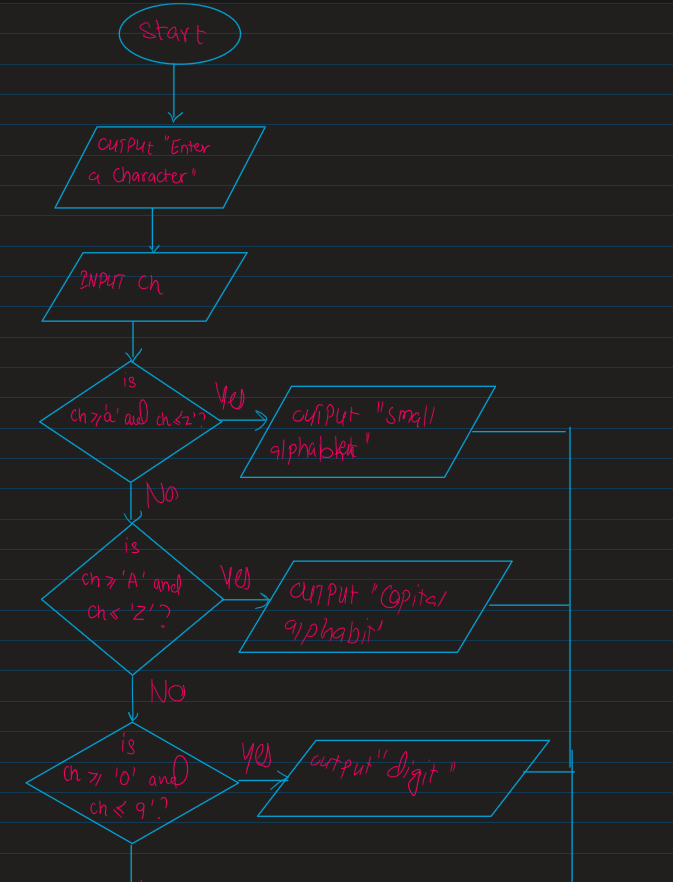 Start
OUTPUT "Enter
a Character"
INPUT Ch
is
ch ≥ 'a' and ch ≤ 'z'?
Yes
OUTPUT "Small
alphabet"
No
is
ch ≥ 'A' and
ch ≤ 'Z'?
Yes
OUTPUT "Capital
alphabit"
No
is
ch ≥ '0' and
ch ≤ 9'?
Yes
output "digit"